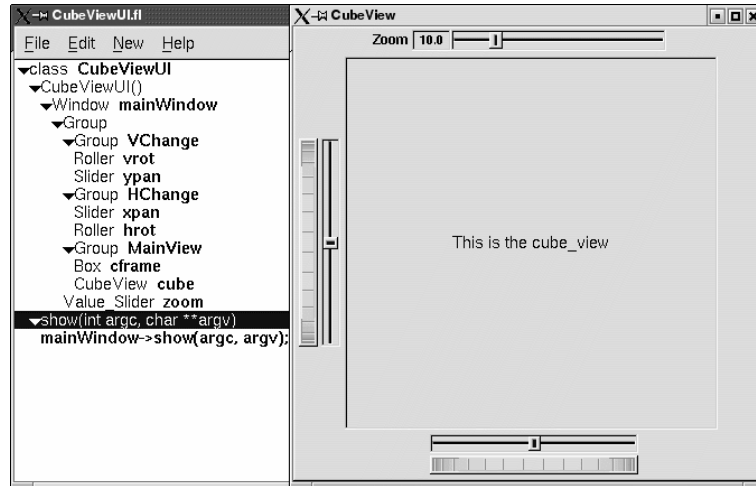 CubeViewUI.fl
File Edit New Help
class CubeViewUI
CubeViewUI()
Window mainWindow
Group
Group VChange
Roller vrot
Slider ypan
Group HChange
Slider xpan
Roller hrot
Group MainView
Box cframe
CubeView cube
Value_Slider zoom
show(int argc, char **argv)
mainWindow->show(argc, argv);
CubeView
Zoom 10.0
This is the cube_view